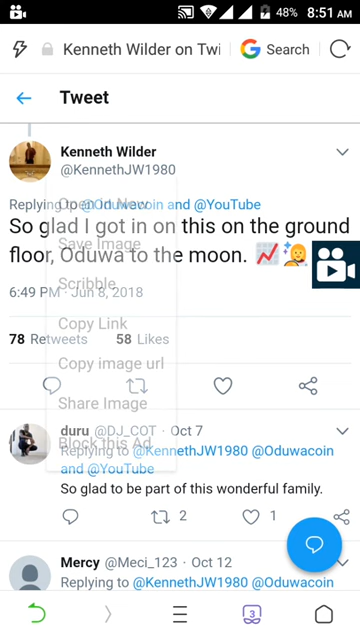 48% 8:51 AM
Kenneth Wilder on Twi
Search
Tweet
Kenneth Wilder
@KennethJW1980
Replying to @Oduwacoin and @YouTube
So glad I got in on this on the ground
floor, Oduwa to the moon.
6:49 PM · Jun 8, 2018
78 Retweets 58 Likes
Open in New
Save Image
Scribble
Copy Link
Copy image url
Share Image
Block this Ad
duru @DJ_COT · Oct 7
Replying to @KennethJW1980 @Oduwacoin
and @YouTube
So glad to be part of this wonderful family.
2 1
Mercy @Meci_123 · Oct 12
Replying to @KennethJW1980 @Oduwacoin
3